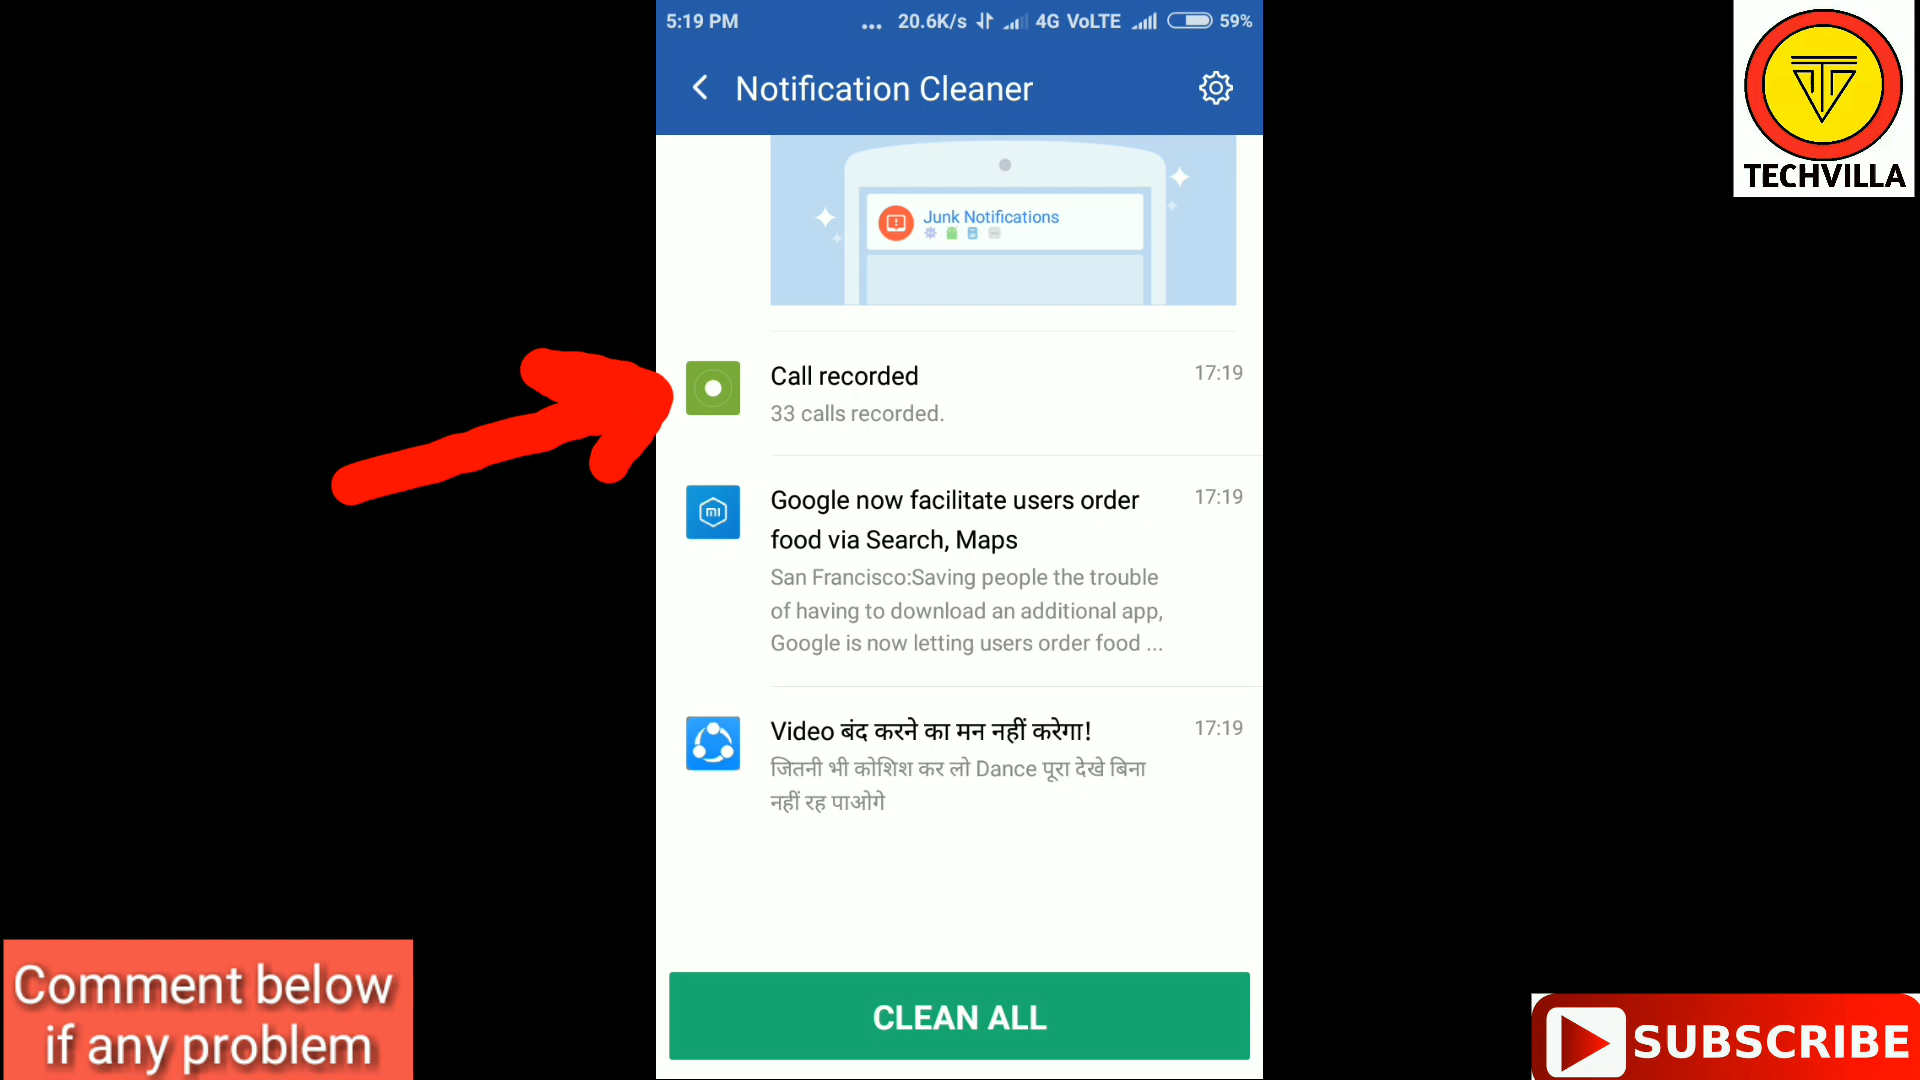 5:19 PM
... 20.6K/s 4G VoLTE 59%
Notification Cleaner
TECHVILLA
Junk Notifications
Call recorded
17:19
33 calls recorded.
Google now facilitate users order
17:19
food via Search, Maps
San Francisco:Saving people the trouble
of having to download an additional app,
Google is now letting users order food ...
Video बंद करने का मन नहीं करेगा!
17:19
जितनी भी कोशिश कर लो Dance पूरा देखे बिना
नहीं रह पाओगे
CLEAN ALL
Comment below
if any problem
SUBSCRIBE